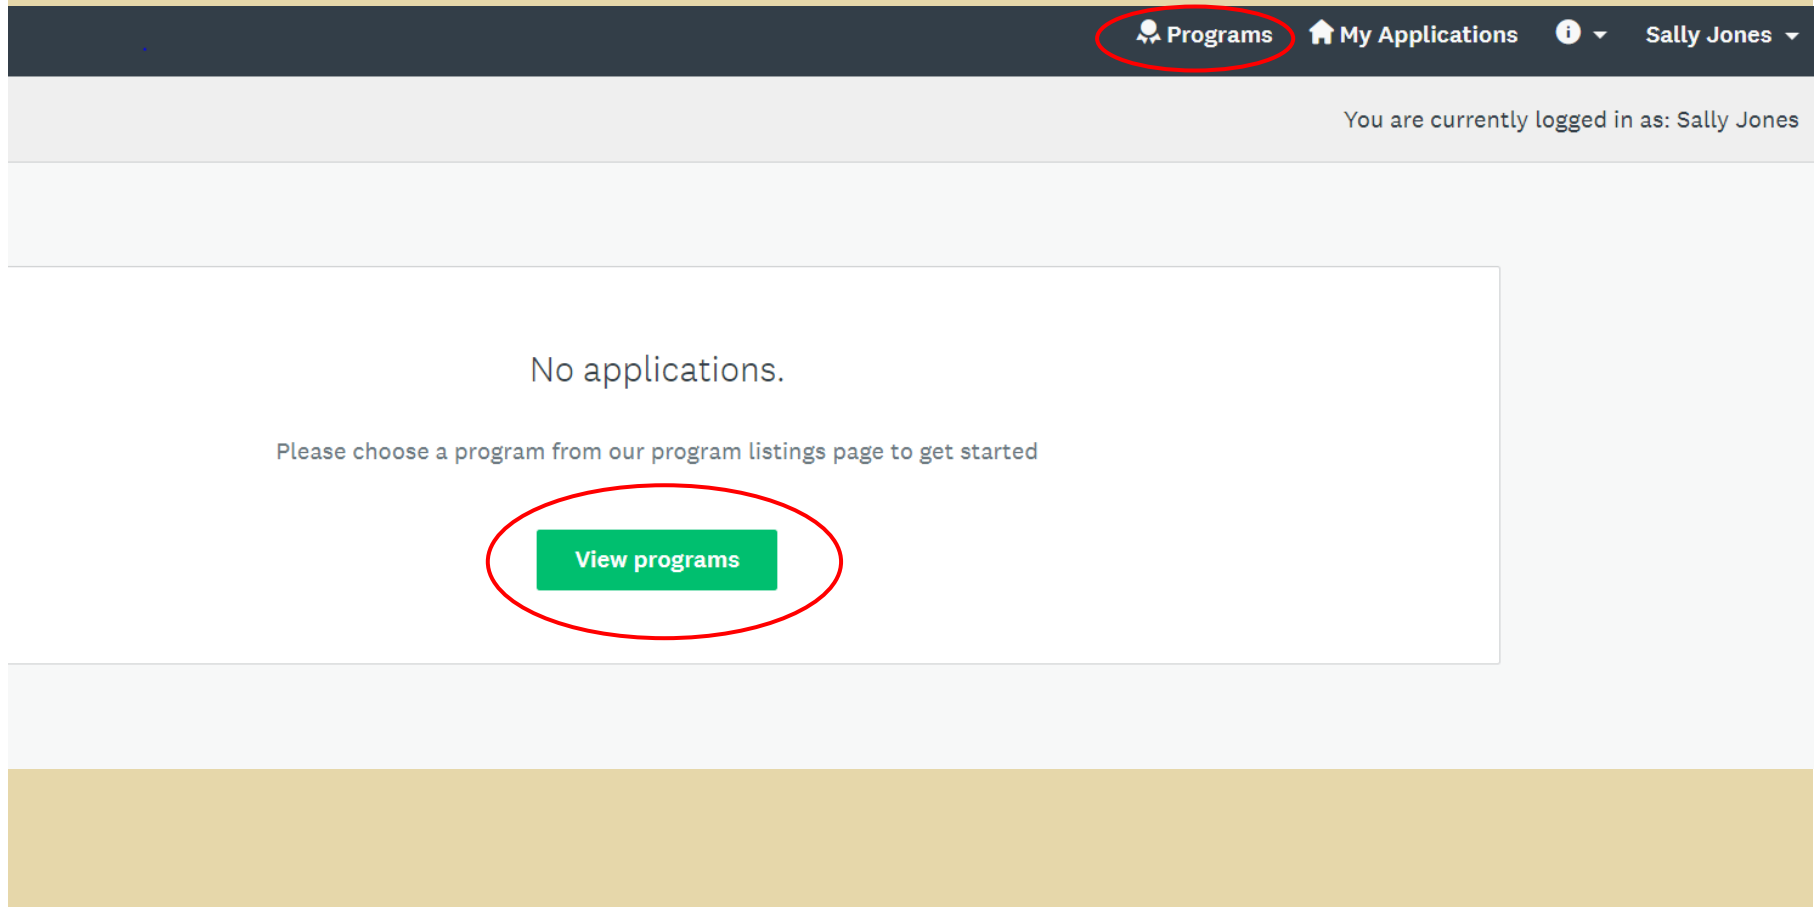 Programs My Applications Sally Jones
You are currently logged in as: Sally Jones
No applications.
Please choose a program from our program listings page to get started
View programs